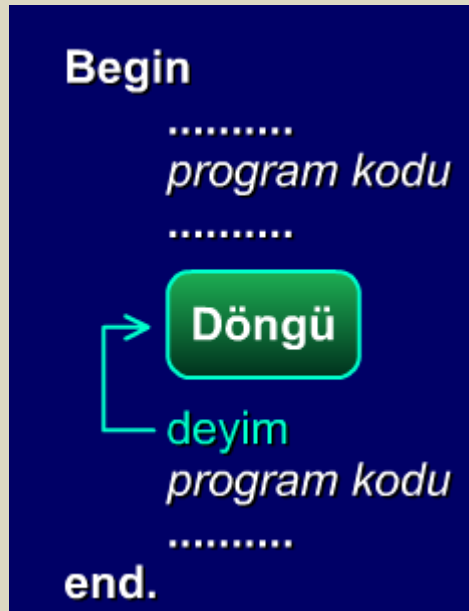 Begin
..........
program kodu
..........
Döngü
deyim
program kodu
..........
end.